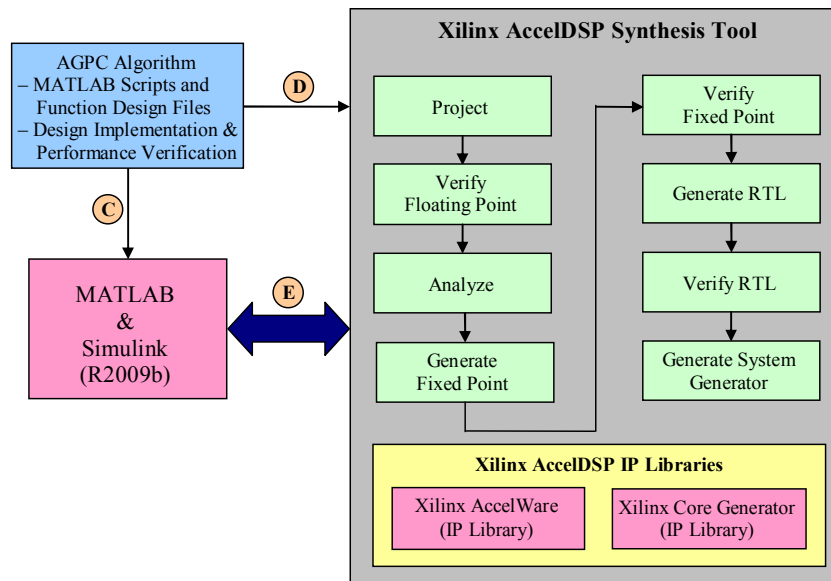 Xilinx AccelDSP Synthesis Tool
AGPC Algorithm
– MATLAB Scripts and
Function Design Files
– Design Implementation &
Performance Verification
D
C
MATLAB
&
Simulink
(R2009b)
E
Project
Verify
Floating Point
Analyze
Generate
Fixed Point
Verify
Fixed Point
Generate RTL
Verify RTL
Generate System
Generator
Xilinx AccelDSP IP Libraries
Xilinx AccelWare
(IP Library)
Xilinx Core Generator
(IP Library)